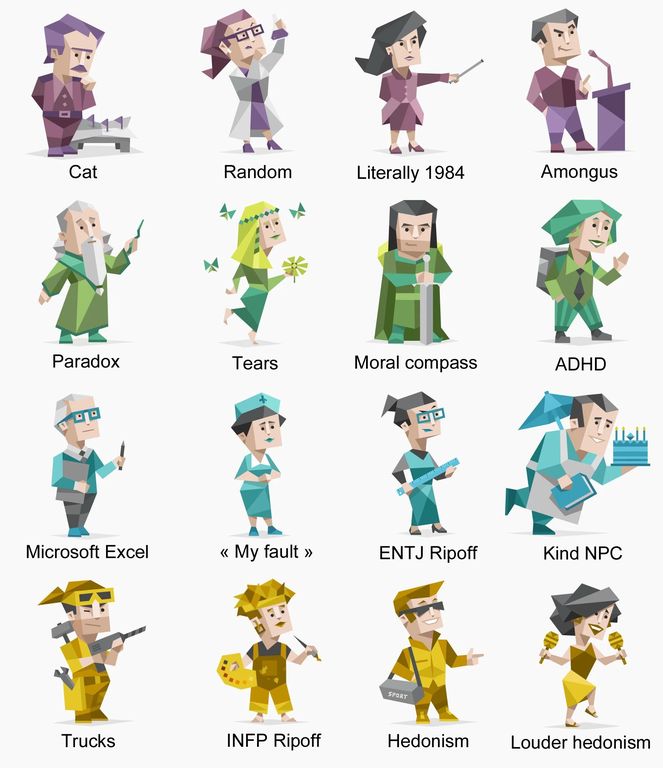 Cat
Random
Literally 1984
Amongus
Paradox
Tears
Moral compass
ADHD
Microsoft Excel
« My fault »
ENTJ Ripoff
Kind NPC
Trucks
INFP Ripoff
SPORT
Hedonism
Louder hedonism